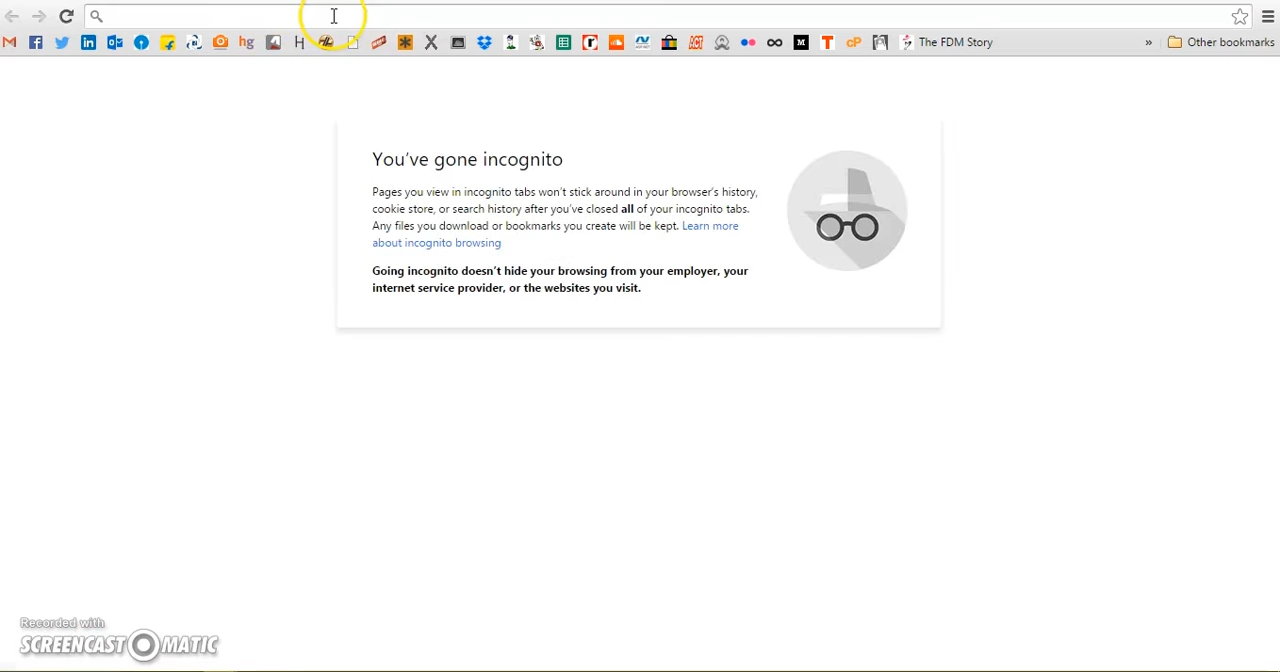 The FDM Story
»
Other bookmarks
You've gone incognito
Pages you view in incognito tabs won't stick around in your browser's history,
cookie store, or search history after you've closed all of your incognito tabs.
Any files you download or bookmarks you create will be kept. Learn more
about incognito browsing
Going incognito doesn't hide your browsing from your employer, your
internet service provider, or the websites you visit.
Recorded with
SCREENCAST-O-MATIC